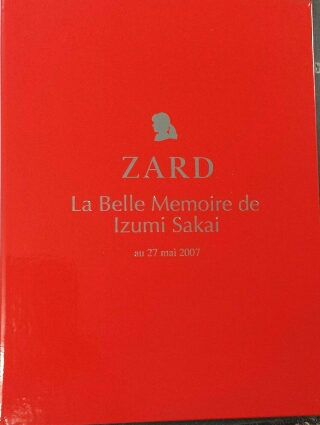 ZARD
La Belle Memoire de
Izumi Sakai
au 27 mai 2007